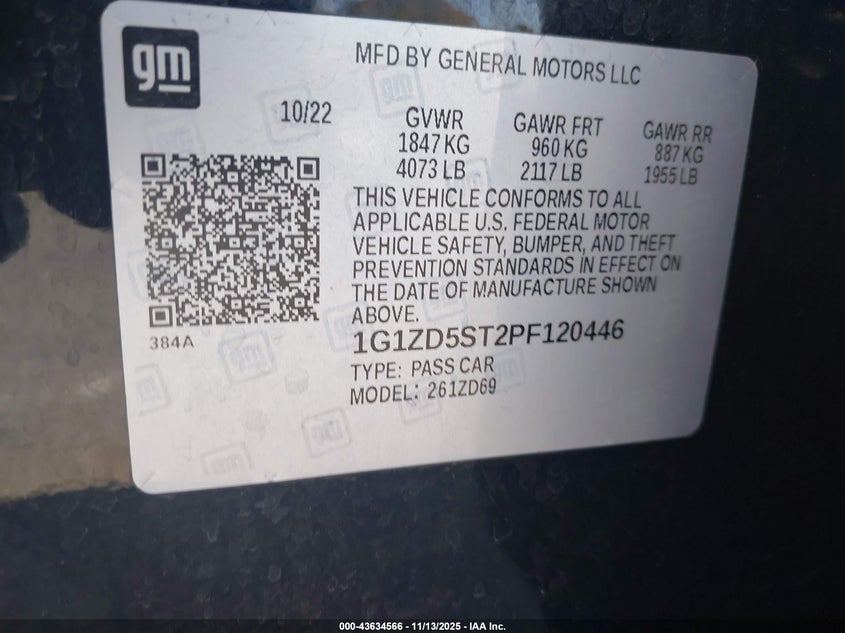 gm
MFD BY GENERAL MOTORS LLC
10/22
GVWR
1847 KG
4073 LB
GAWR FRT
960 KG
2117 LB
GAWR RR
887 KG
1955 LB
THIS VEHICLE CONFORMS TO ALL
APPLICABLE U.S. FEDERAL MOTOR
VEHICLE SAFETY, BUMPER, AND THEFT
PREVENTION STANDARDS IN EFFECT ON
THE DATE OF MANUFACTURE SHOWN
ABOVE.
1G1ZD5ST2PF120446
TYPE: PASS CAR
MODEL: 261ZD69
384A
000-43634566 - 11/13/2025 - IAA Inc.